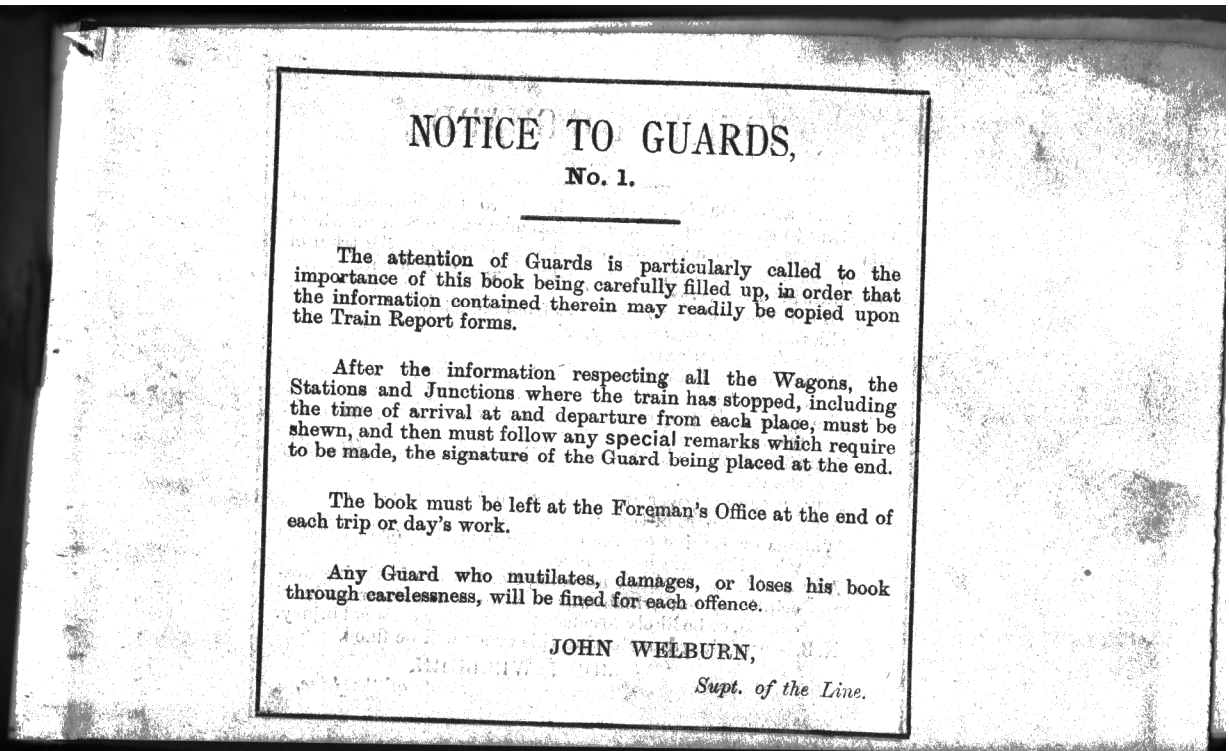 NOTICE TO GUARDS,
No. 1.
The attention of Guards is particularly called to the
importance of this book being carefully filled up, in order that
the information contained therein may readily be copied upon
the Train Report forms.
After the information respecting all the Wagons, the
Stations and Junctions where the train has stopped, including
the time of arrival at and departure from each place, must be
shewn, and then must follow any special remarks which require
to be made, the signature of the Guard being placed at the end.
The book must be left at the Foreman's Office at the end of
each trip or day's work.
Any Guard who mutilates, damages, or loses his book
through carelessness, will be fined for each offence.
JOHN WELBURN,
Supt. of the Line.